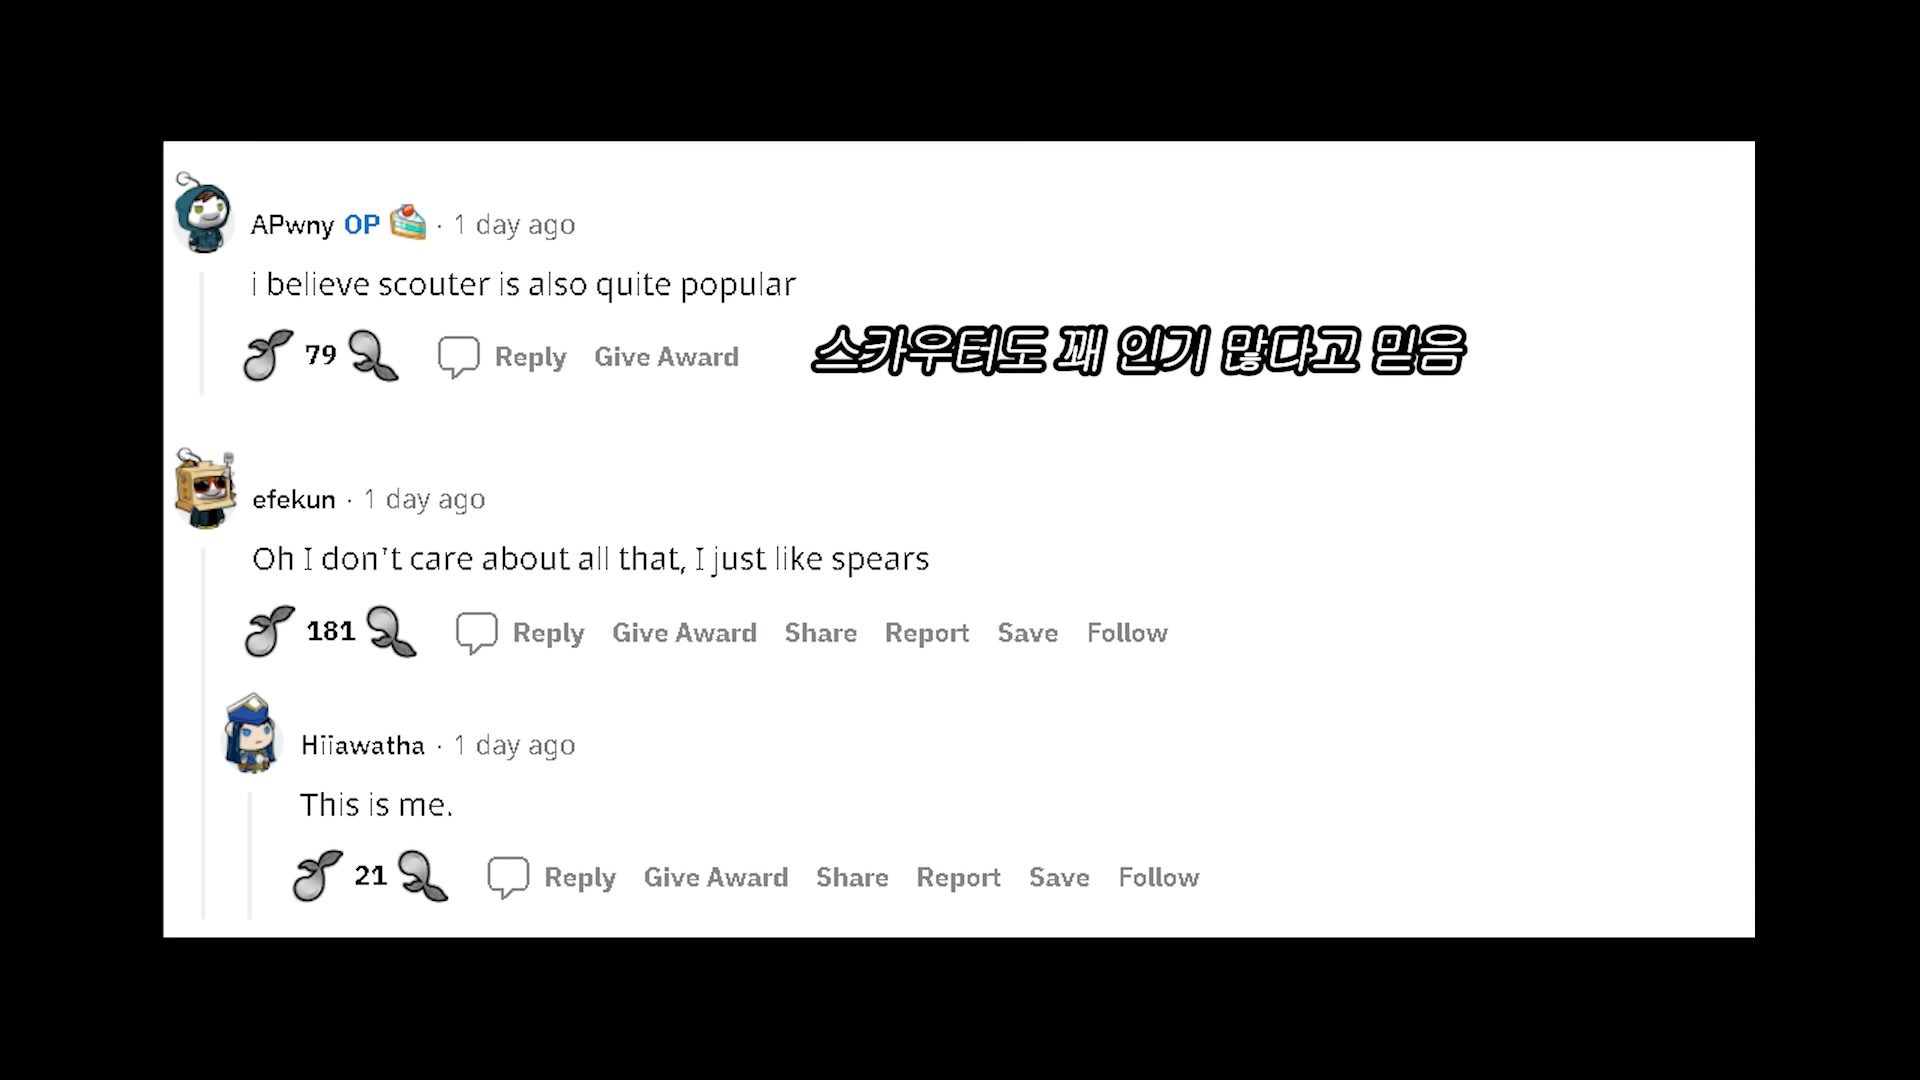 APwny OP · 1 day ago
i believe scouter is also quite popular
79 Reply Give Award
스카우터도 꽤 인기 많다고 믿음
efekun · 1 day ago
Oh I don't care about all that, I just like spears
181 Reply Give Award Share Report Save Follow
Hiiawatha · 1 day ago
This is me.
21 Reply Give Award Share Report Save Follow